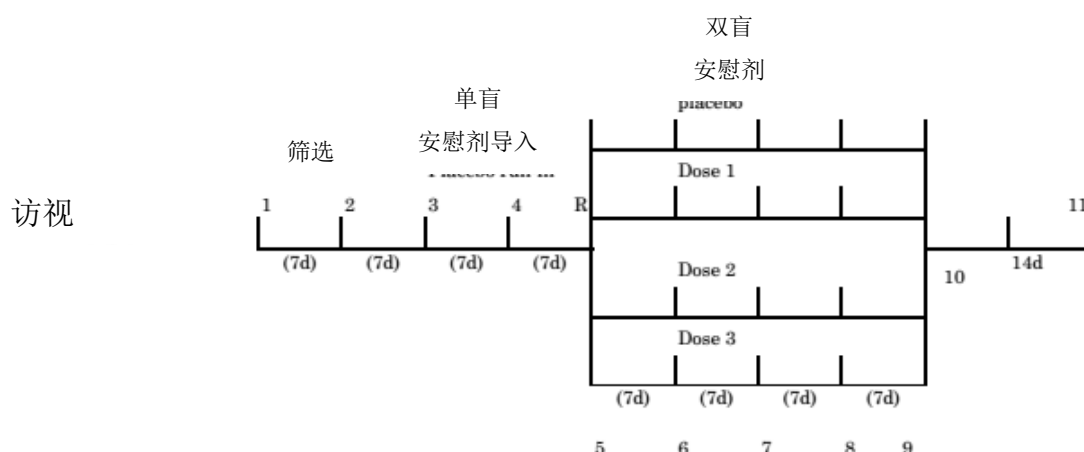 双盲
安慰剂
placebo
单盲
安慰剂导入
筛选
Dose 1
访视
1 2 3 4 R 11
(7d) (7d) (7d) (7d)
Dose 2
14d
10
Dose 3
(7d) (7d) (7d) (7d)
5 6 7 8 9